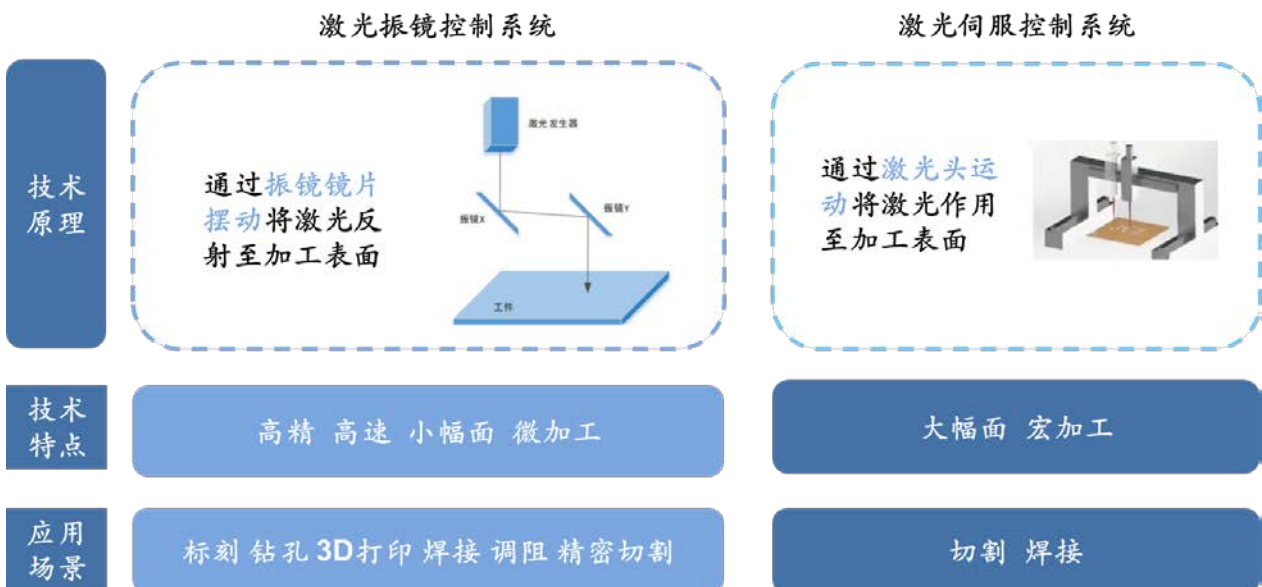 激光振镜控制系统
激光伺服控制系统
技术
原理
通过振镜镜片
摆动将激光反
射至加工表面
激光发生器
振镜X
振镜Y
工件
通过激光头运
动将激光作用
至加工表面
技术
特点
高精 高速 小幅面 微加工
大幅面 宏加工
应用
场景
标刻 钻孔 3D打印 焊接 调阻 精密切割
切割 焊接